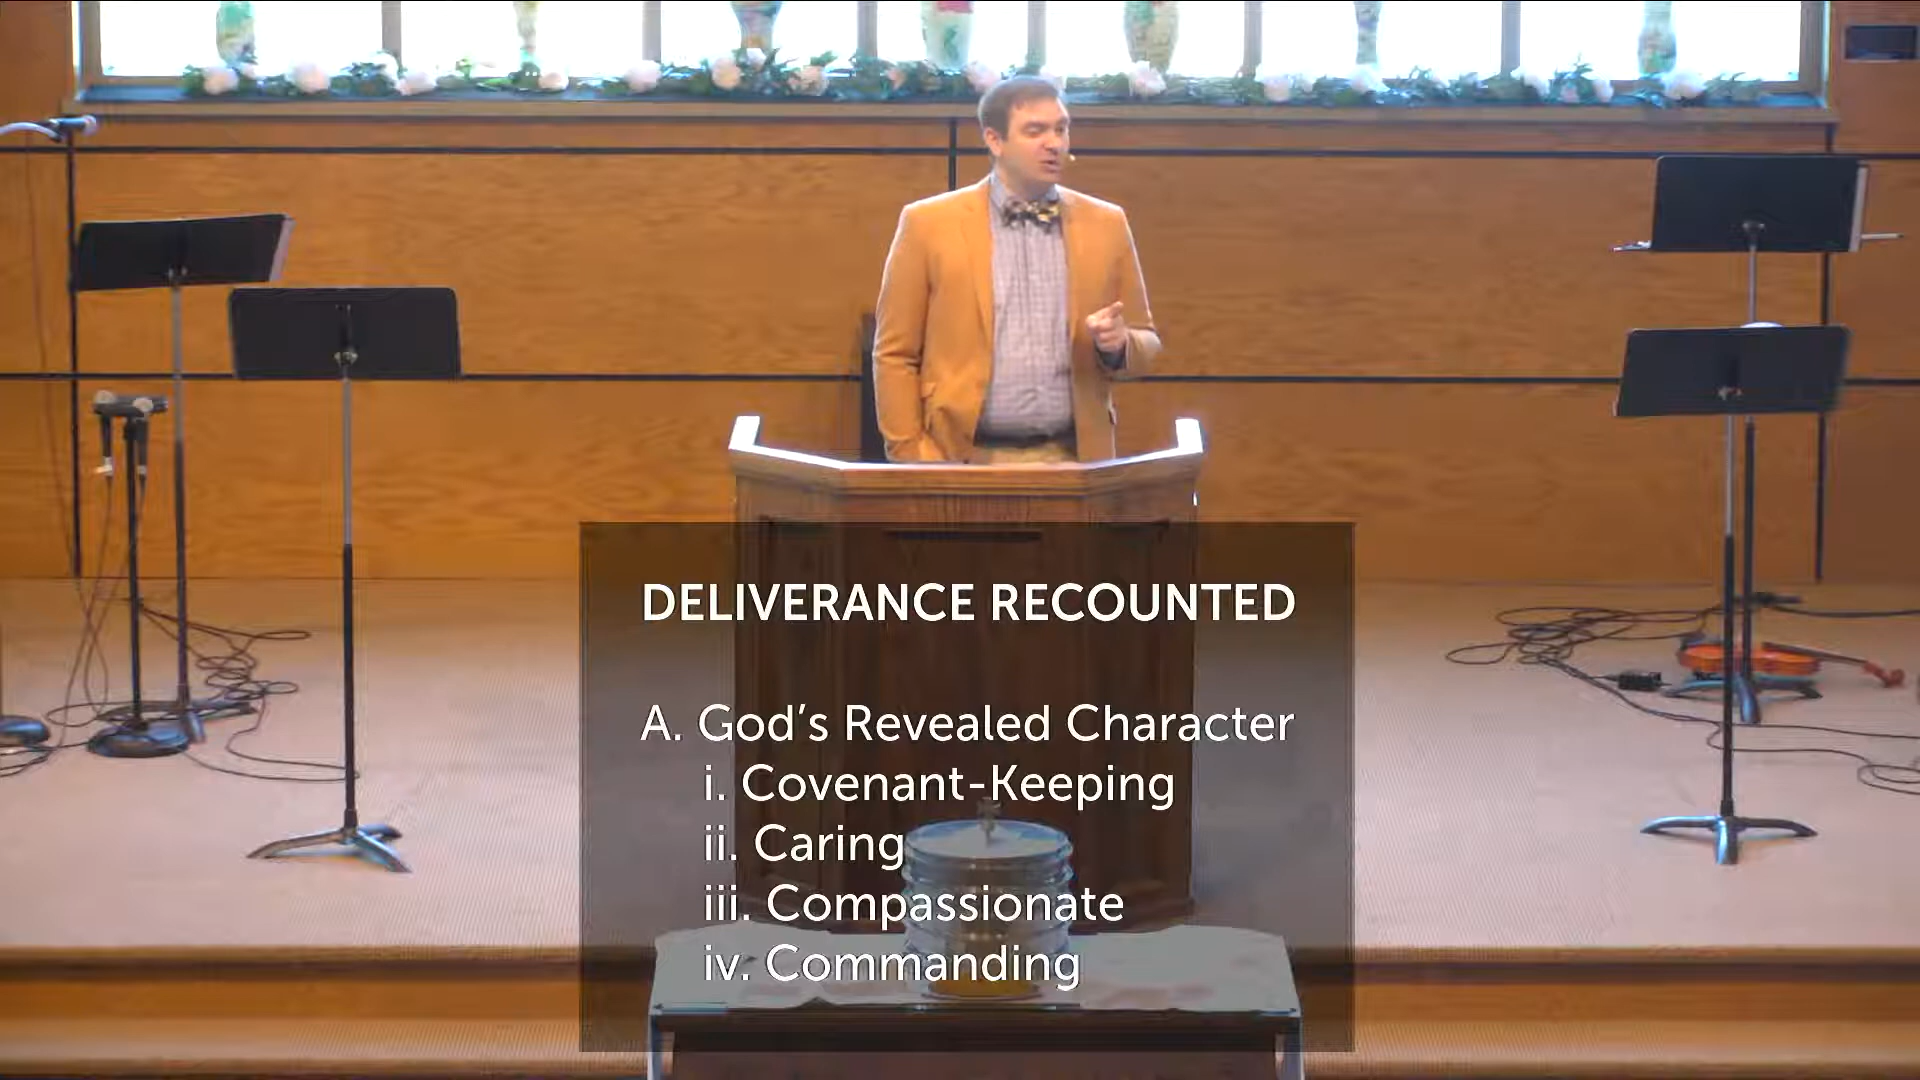 DELIVERANCE RECOUNTED
A. God's Revealed Character
i. Covenant-Keeping
ii. Caring
iii. Compassionate
iv. Commanding